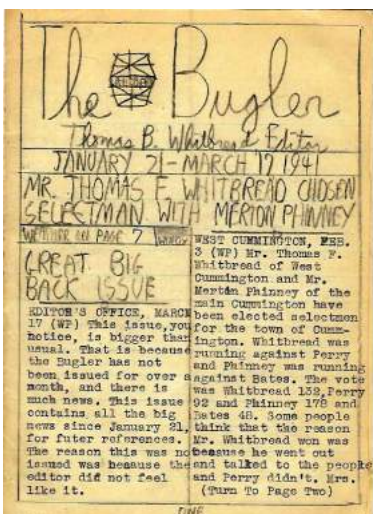 The Bugler
Thomas B. Whitbread Editor
JANUARY 21-MARCH 17 1941
MR. THOMAS F. WHITBREAD CHOSEN
SELECTMAN WITH MERTON PHINNEY
WEATHER ON PAGE 7 WINDY
GREAT BIG
BACK ISSUE
EDITOR'S OFFICE, MARCH
17 (WP) This issue,you
notice, is bigger than
usual. That is because
the Bugler has not
been issued for over a
month, and there is
much news. This issue
contains all the big
news since January 21,
for futer references.
The reason this was not
issued was beaause the
editor did not feel
like it.
WEST CUMMINGTON, FEB.
3 (WP) Mr. Thomas F.
Whitbread of West
Cummington and Mr.
Merton Phinney of the
main Cummington have
been elected selectmen
for the town of Cumm-
ington. Whitbread was
running against Perry
and Phinney was running
against Bates. The vote
was Whitbread 132, Perry
92 and Phinney 178 and
Bates 48. Some people
think that the reason
Mr. Whitbread won was
because he went out
and talked to the people
and Perry didn't. Mrs.
(Turn To Page Two)